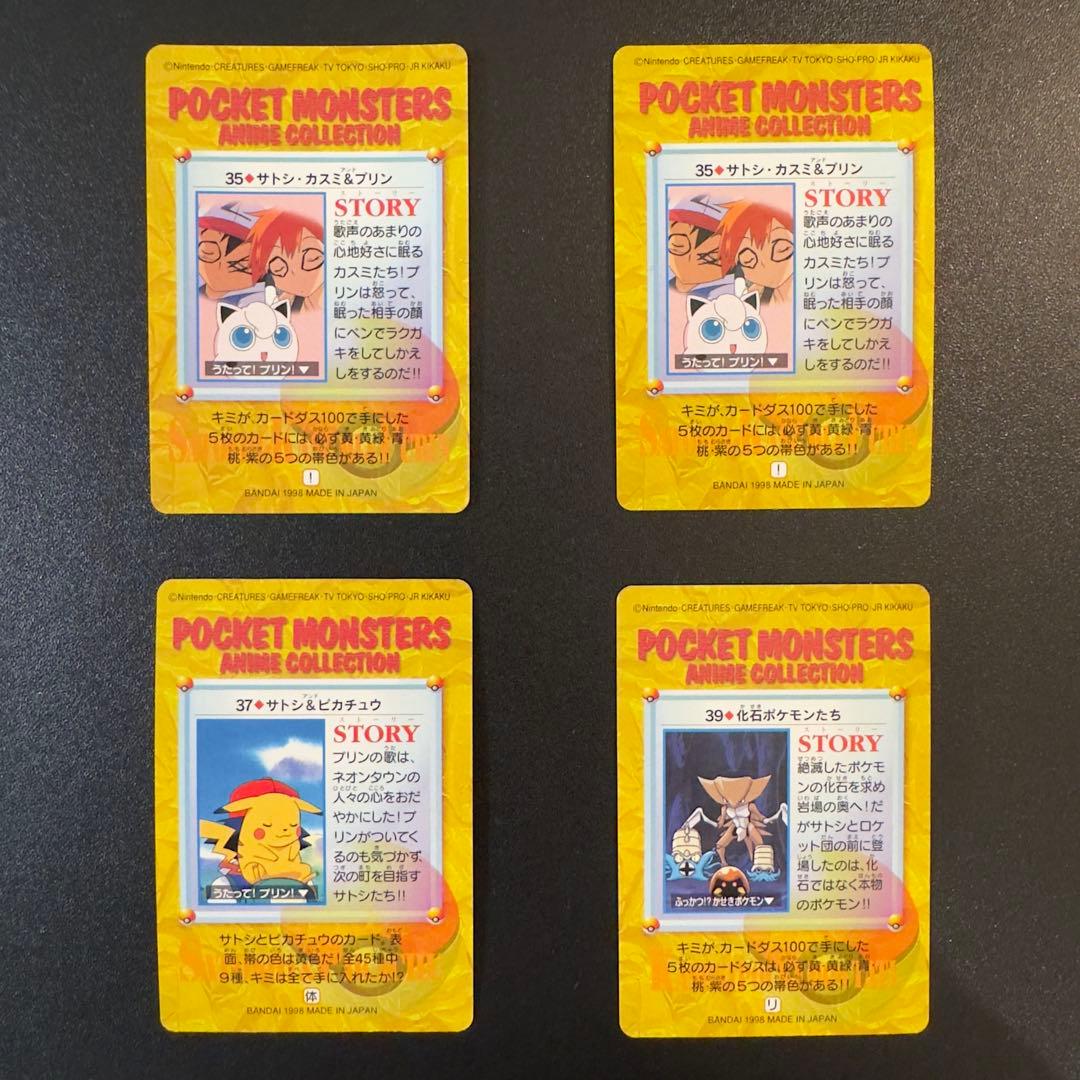 ©Nintendo·CREATURES·GAMEFREAK·TV TOKYO·SHO-PRO·JR KIKAKU
POCKET MONSTERS
ANIME COLLECTION
35◆サトシ・カスミ&プリン
STORY
歌声のあまりの
心地好さに眠る
カスミたち!プ
リンは怒って、
眠った相手の顔
にペンでラクガ
キをしてしかえ
しをするのだ!!
うたって!プリン!▼
キミが、カードダス100で手にした
5枚のカードには、必ず黄・黄緑・青・
桃・紫の5つの帯色がある!!
!
BANDAI 1998 MADE IN JAPAN
©Nintendo·CREATURES·GAMEFREAK·TV TOKYO·SHO-PRO·JR KIKAKU
POCKET MONSTERS
ANIME COLLECTION
35◆サトシ・カスミ&プリン
STORY
歌声のあまりの
心地好さに眠る
カスミたち!プ
リンは怒って、
眠った相手の顔
にペンでラクガ
キをしてしかえ
しをするのだ!!
うたって!プリン!▼
キミが、カードダス100で手にした
5枚のカードには、必ず黄・黄緑・青・
桃・紫の5つの帯色がある!!
!
BANDAI 1998 MADE IN JAPAN
©Nintendo·CREATURES·GAMEFREAK·TV TOKYO·SHO-PRO·JR KIKAKU
POCKET MONSTERS
ANIME COLLECTION
37◆サトシ&ピカチュウ
STORY
プリンの歌は、
ネオンタウンの
人々の心をおだ
やかにした!プ
リンがついてく
るのも気づかず、
次の町を目指す
サトシたち!!
うたって!プリン!▼
サトシとピカチュウのカード。表
面、帯の色は黄色だ!全45種中
9種、キミは全て手に入れたか!?
体
BANDAI 1998 MADE IN JAPAN
©Nintendo·CREATURES·GAMEFREAK·TV TOKYO·SHO-PRO·JR KIKAKU
POCKET MONSTERS
ANIME COLLECTION
39◆化石ポケモンたち
STORY
絶滅したポケモ
ンの化石を求め
岩場の奥へ!だ
がサトシとロケ
ット団の前に登
場したのは、化
石ではなく本物
のポケモン!!
ふっかつ!?かせきポケモン▼
キミが、カードダス100で手にした
5枚のカードダスは、必ず黄・黄緑・青・
桃・紫の5つの帯色がある!!
リ
BANDAI 1998 MADE IN JAPAN